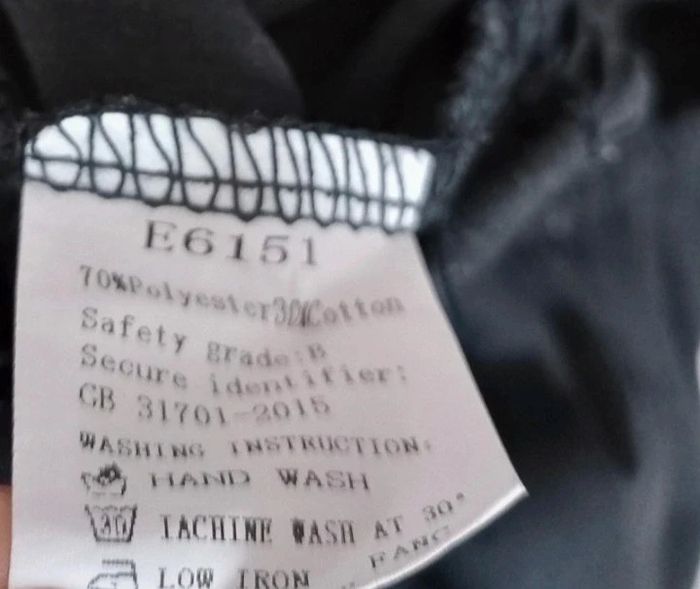 E6151
70%Polyester30%Cotton
Safety grade:B
Secure identifier:
GB 31701-2015
WASHING INSTRUCTION:
HAND WASH
30 IACHINE WASH AT 30°
LOW IRON